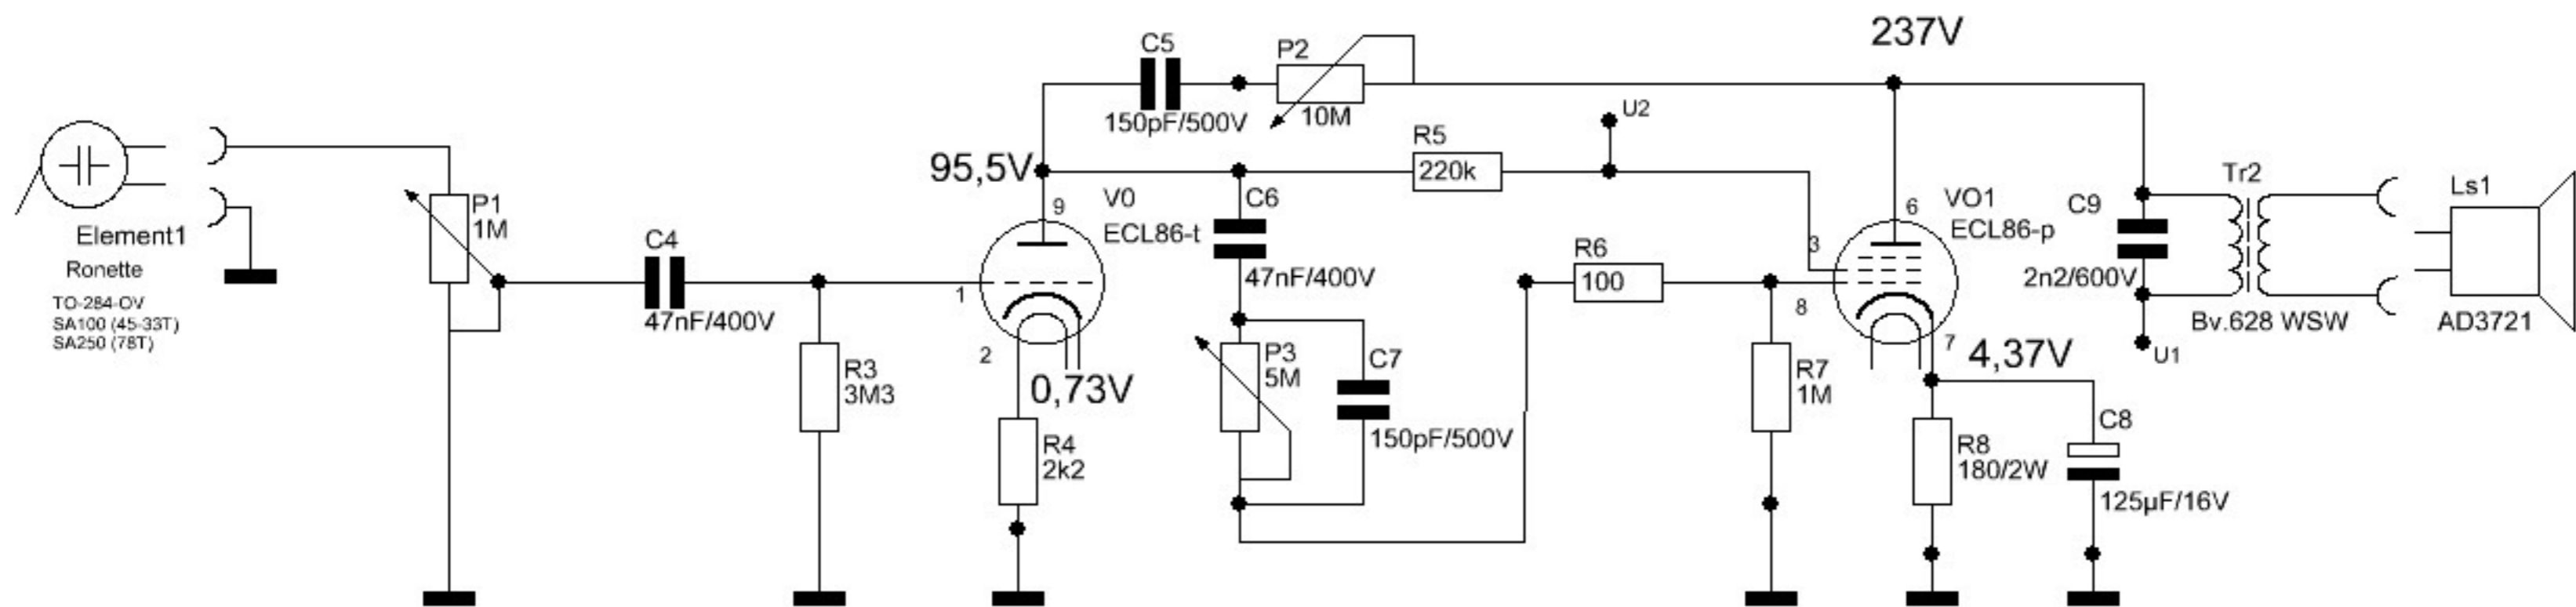 237V
C5
P2
150pF/500V
10M
U2
R5
220k
95,5V
9
V0
ECL86-t
C6
47nF/400V
6
VO1
ECL86-p
3
8
7
4,37V
C9
2n2/600V
Tr2
Bv.628 WSW
U1
Ls1
AD3721
Element1
Ronette
TO-284-OV
SA100 (45-33T)
SA250 (78T)
P1
1M
C4
47nF/400V
1
2
0,73V
R3
3M3
R4
2k2
P3
5M
C7
150pF/500V
R6
100
R7
1M
R8
180/2W
C8
125µF/16V